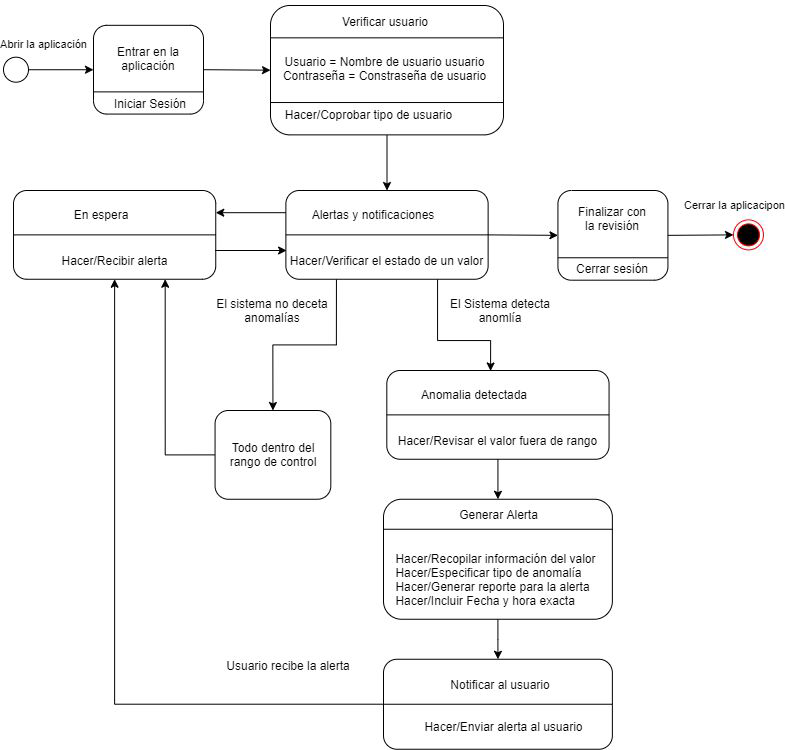 Abrir la aplicación
Entrar en la
aplicación
Iniciar Sesión
Verificar usuario
Usuario = Nombre de usuario usuario
Contraseña = Constraseña de usuario
Hacer/Coprobar tipo de usuario
En espera
Hacer/Recibir alerta
Alertas y notificaciones
Hacer/Verificar el estado de un valor
Finalizar con
la revisión
Cerrar sesión
Cerrar la aplicacipon
El sistema no deceta
anomalías
El Sistema detecta
anomlía
Todo dentro del
rango de control
Anomalia detectada
Hacer/Revisar el valor fuera de rango
Generar Alerta
Hacer/Recopilar información del valor
Hacer/Especificar tipo de anomalía
Hacer/Generar reporte para la alerta
Hacer/Incluir Fecha y hora exacta
Usuario recibe la alerta
Notificar al usuario
Hacer/Enviar alerta al usuario